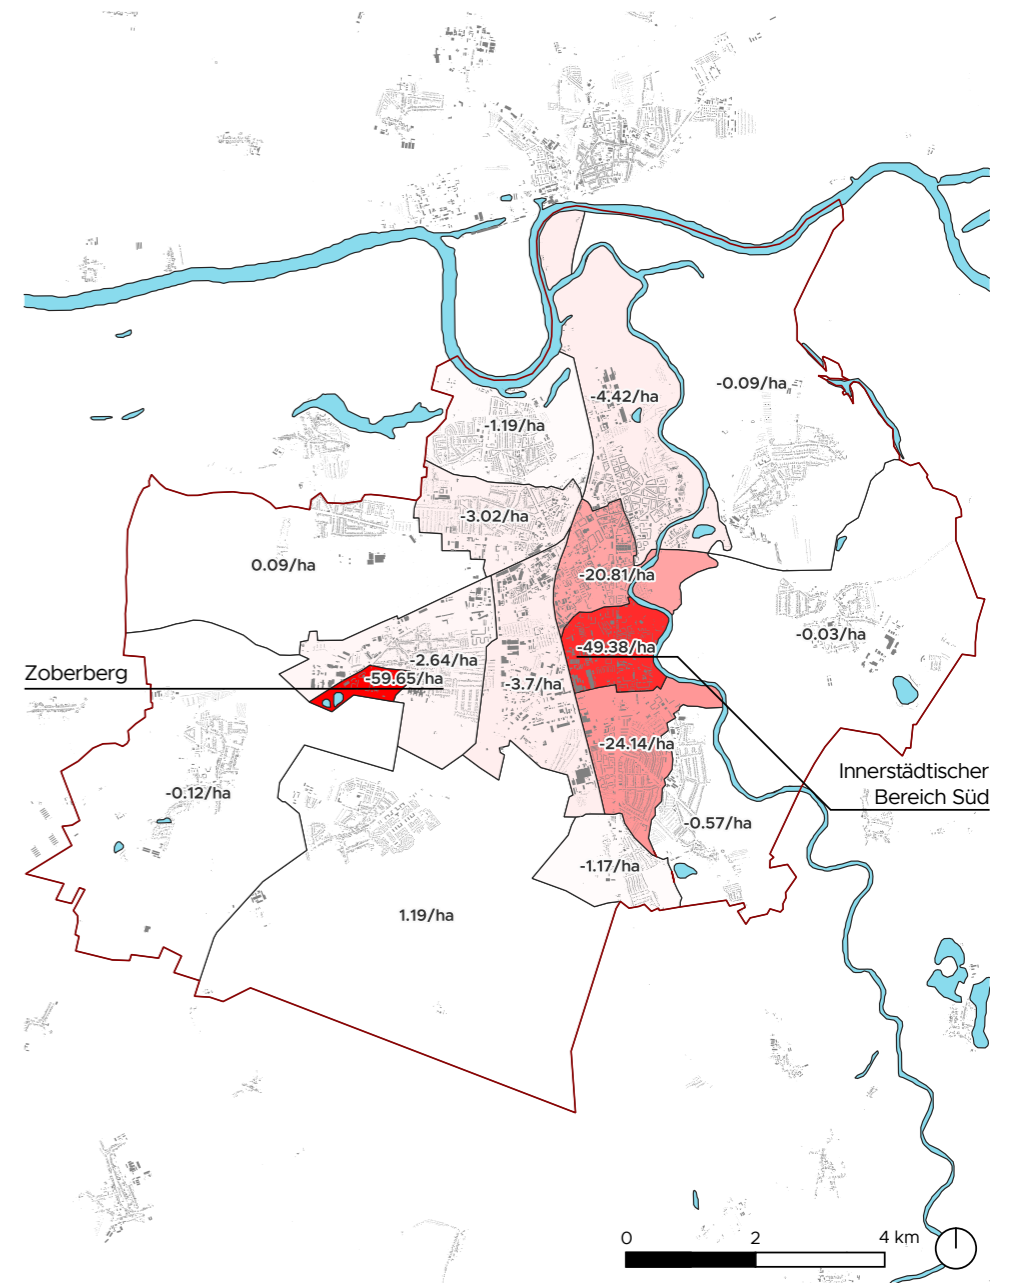 -0.09/ha
-4.42/ha
-1.19/ha
-3.02/ha
0.09/ha
-20.81/ha
-0.03/ha
-49.38/ha
-2.64/ha
Zoberberg
-59.65/ha
-3.7/ha
-24.14/ha
Innerstädtischer
Bereich Süd
-0.12/ha
-0.57/ha
-1.17/ha
1.19/ha
0 2 4 km